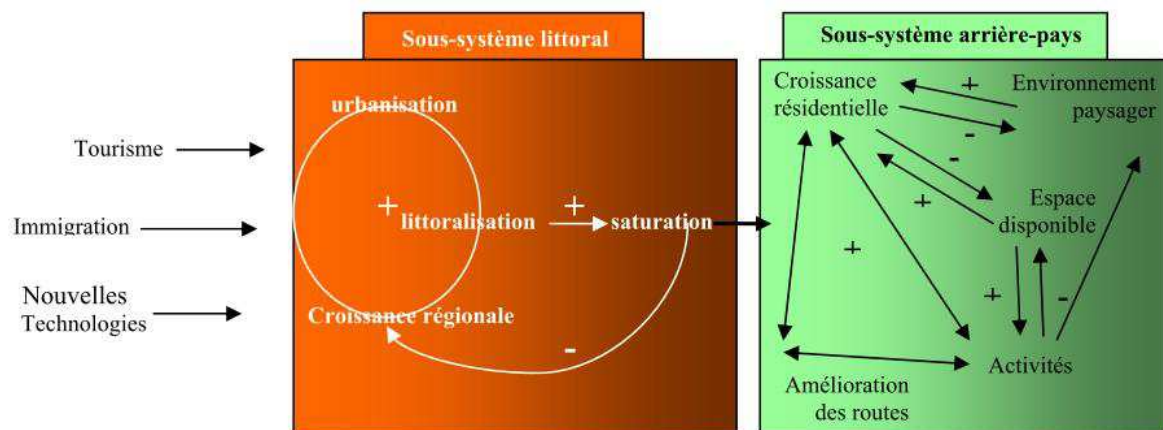 Sous-système littoral
Sous-système arrière-pays
Tourisme
Immigration
Nouvelles
Technologies
urbanisation
+
littoralisation
+
saturation
Croissance régionale
-
Croissance
résidentielle
+
Environnement
paysager
-
-
+
Espace
disponible
+
+
-
Activités
Amélioration
des routes